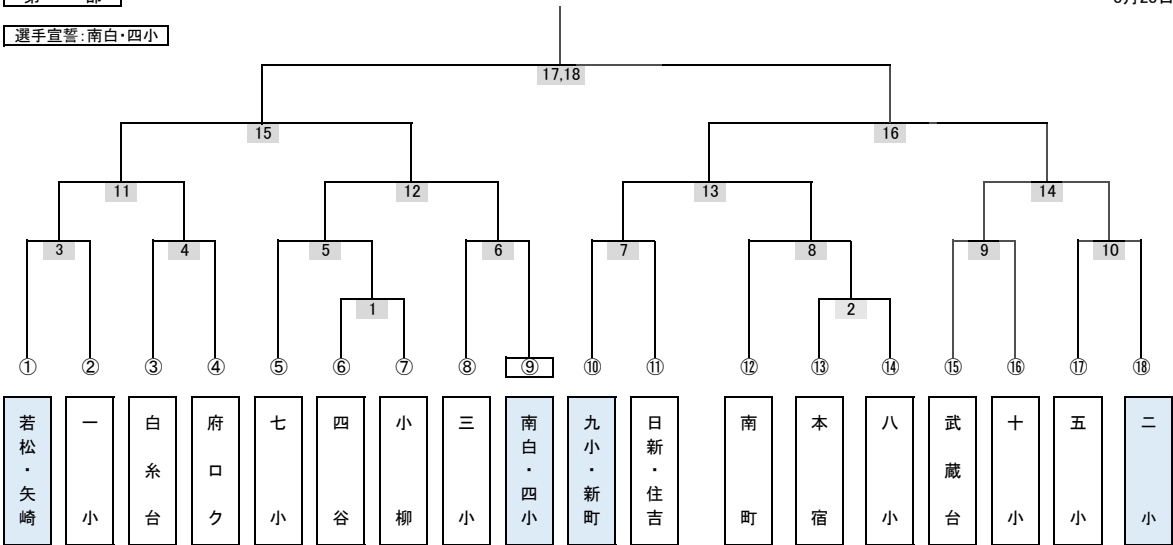 第 部
月 日
選手宣誓:南白・四小
17,18
15
16
11
12
13
14
3
4
5
6
7
8
9
10
1
2
① ② ③ ④ ⑤ ⑥ ⑦ ⑧ ⑨ ⑩ ⑪ ⑫ ⑬ ⑭ ⑮ ⑯ ⑰ ⑱
若松・矢崎
一小
白糸台
府ロク
七小
四谷
小柳
三小
南白・四小
九小・新町
日新・住吉
南町
本宿
八小
武蔵台
十小
五小
二小